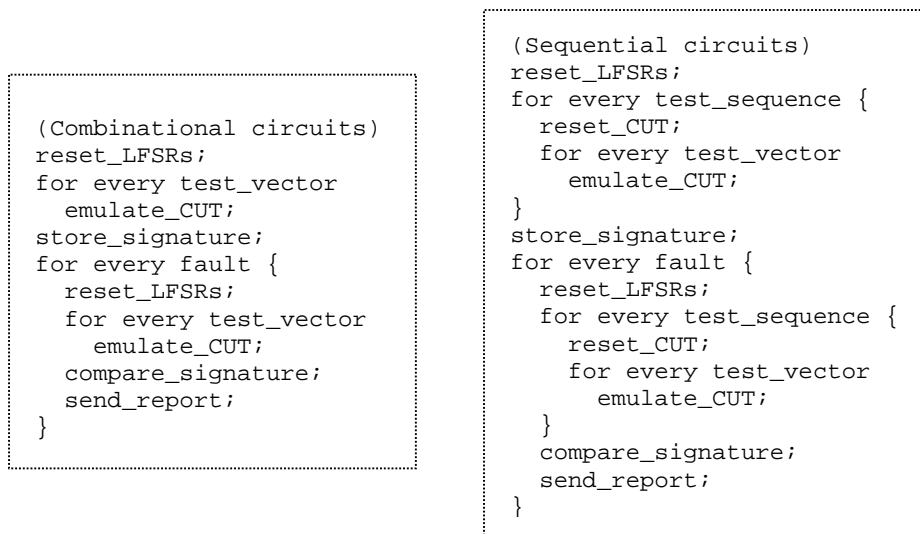 (Combinational circuits)
reset_LFSRs;
for every test_vector
  emulate_CUT;
store_signature;
for every fault {
  reset_LFSRs;
  for every test_vector
    emulate_CUT;
  compare_signature;
  send_report;
}
(Sequential circuits)
reset_LFSRs;
for every test_sequence {
  reset_CUT;
  for every test_vector
    emulate_CUT;
}
store_signature;
for every fault {
  reset_LFSRs;
  for every test_sequence {
    reset_CUT;
    for every test_vector
      emulate_CUT;
  }
  compare_signature;
  send_report;
}